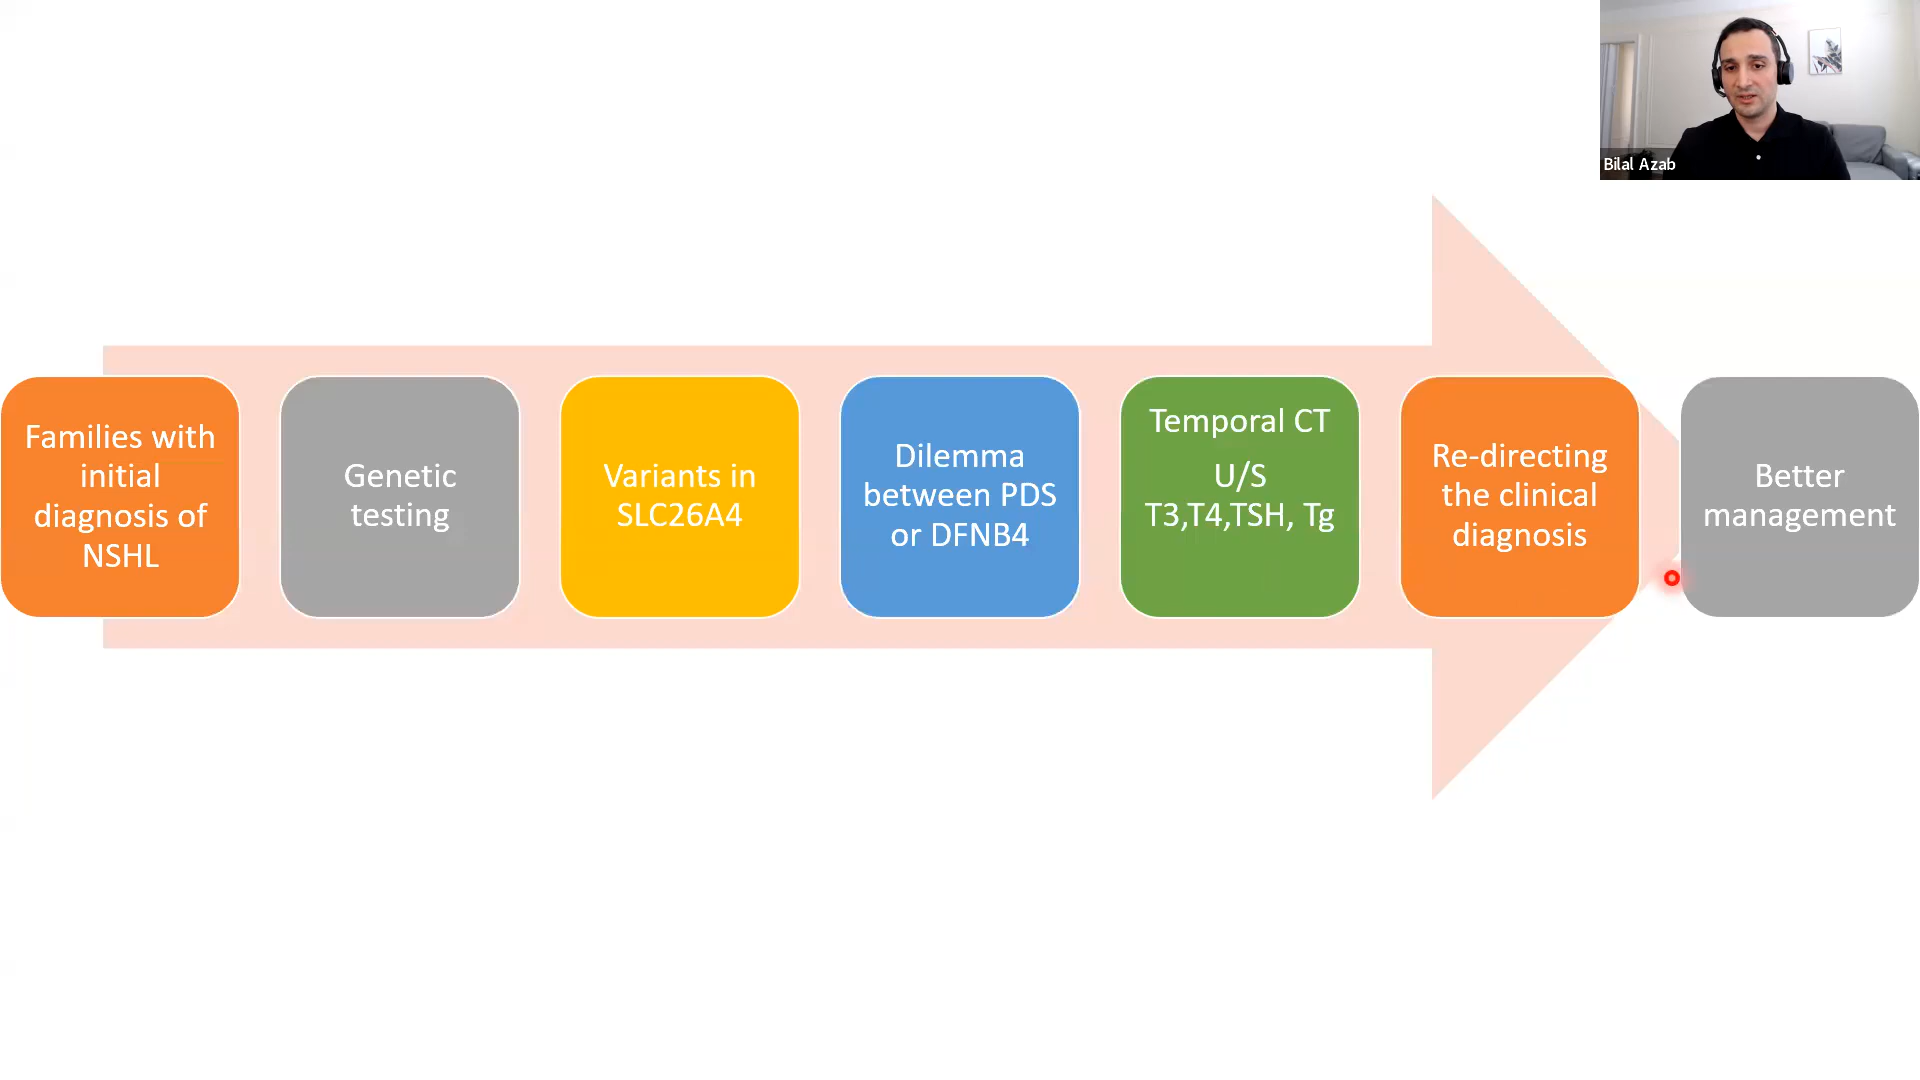 Bilal Azab
Families with
initial
diagnosis of
NSHL
Genetic
testing
Variants in
SLC26A4
Dilemma
between PDS
or DFNB4
Temporal CT
U/S
T3,T4,TSH, Tg
Re-directing
the clinical
diagnosis
Better
management